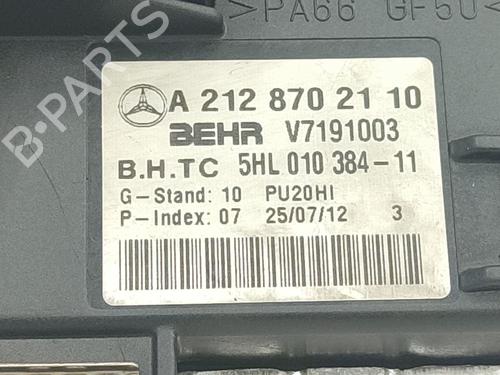 >PA66 GF50<
A 212 870 21 10
BEHR V7191003
B.H.TC 5HL 010 384-11
G-Stand: 10 PU20HI
P-Index: 07 25/07/12 3
B-PARTS